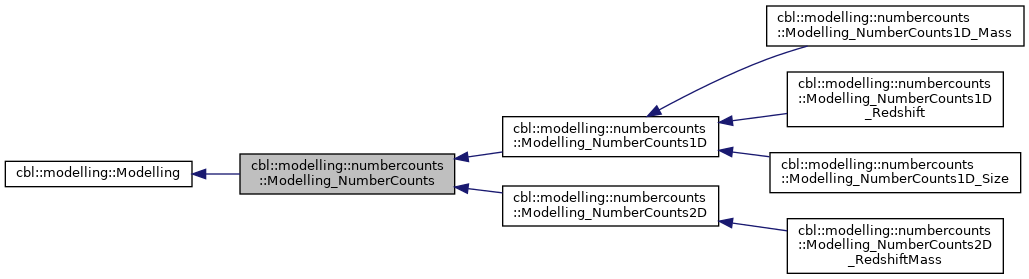 cbl::modelling::Modelling
cbl::modelling::numbercounts
::Modelling_NumberCounts
cbl::modelling::numbercounts
::Modelling_NumberCounts1D
cbl::modelling::numbercounts
::Modelling_NumberCounts2D
cbl::modelling::numbercounts
::Modelling_NumberCounts1D_Mass
cbl::modelling::numbercounts
::Modelling_NumberCounts1D
_Redshift
cbl::modelling::numbercounts
::Modelling_NumberCounts1D_Size
cbl::modelling::numbercounts
::Modelling_NumberCounts2D
_RedshiftMass